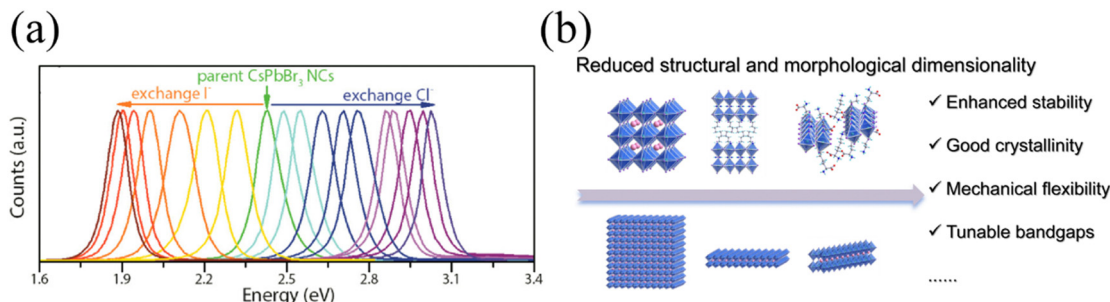 (a)
parent CsPbBr₃ NCs
exchange I⁻
exchange Cl⁻
Counts (a.u.)
1.6 1.9 2.2 2.5 2.8 3.1 3.4
Energy (eV)
(b)
Reduced structural and morphological dimensionality
✓ Enhanced stability
✓ Good crystallinity
✓ Mechanical flexibility
✓ Tunable bandgaps
......